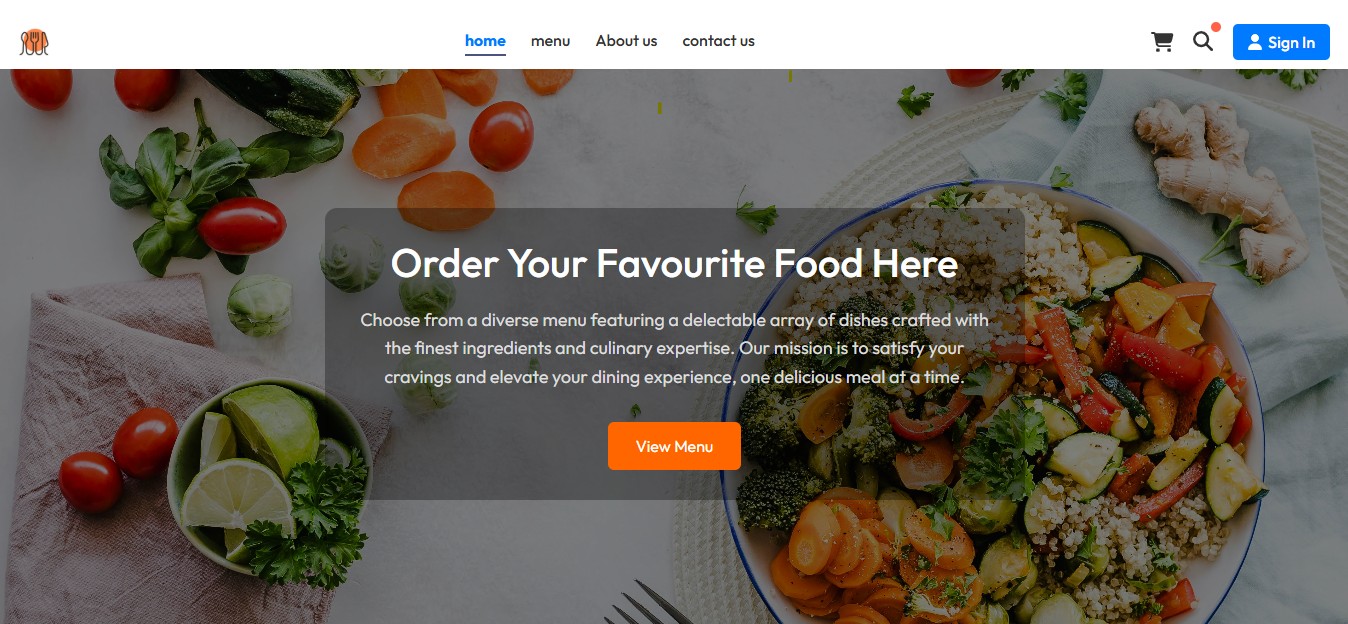 home
menu
About us
contact us
Sign In
Order Your Favourite Food Here
Choose from a diverse menu featuring a delectable array of dishes crafted with
the finest ingredients and culinary expertise. Our mission is to satisfy your
cravings and elevate your dining experience, one delicious meal at a time.
View Menu